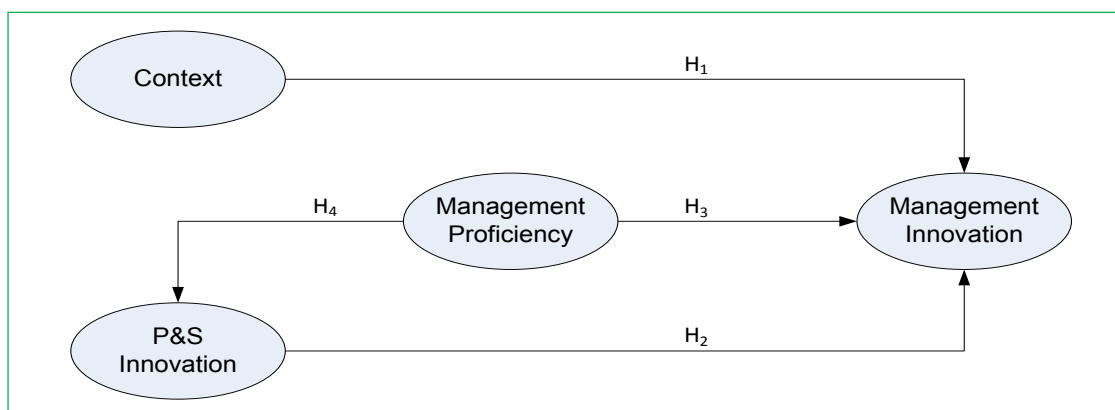 Context
H₁
H₄
Management
Proficiency
H₃
Management
Innovation
P&S
Innovation
H₂